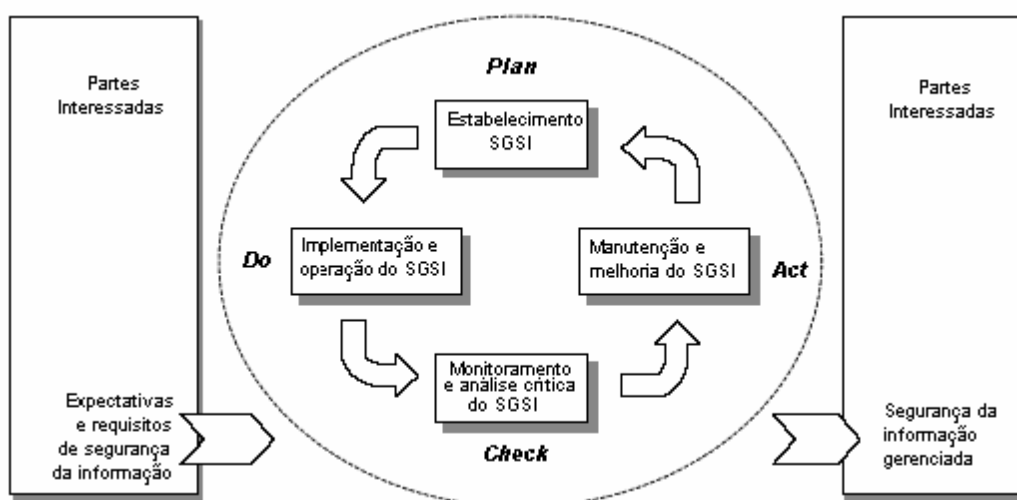 Partes
Interessadas
Expectativas
e requisitos
de segurança
da informação
Plan
Estabelecimento
SGSI
Do
Implementação e
operação do SGSI
Manutenção e
melhoria do SGSI
Act
Monitoramento
e análise crítica
do SGSI
Check
Partes
Interessadas
Segurança da
informação
gerenciada